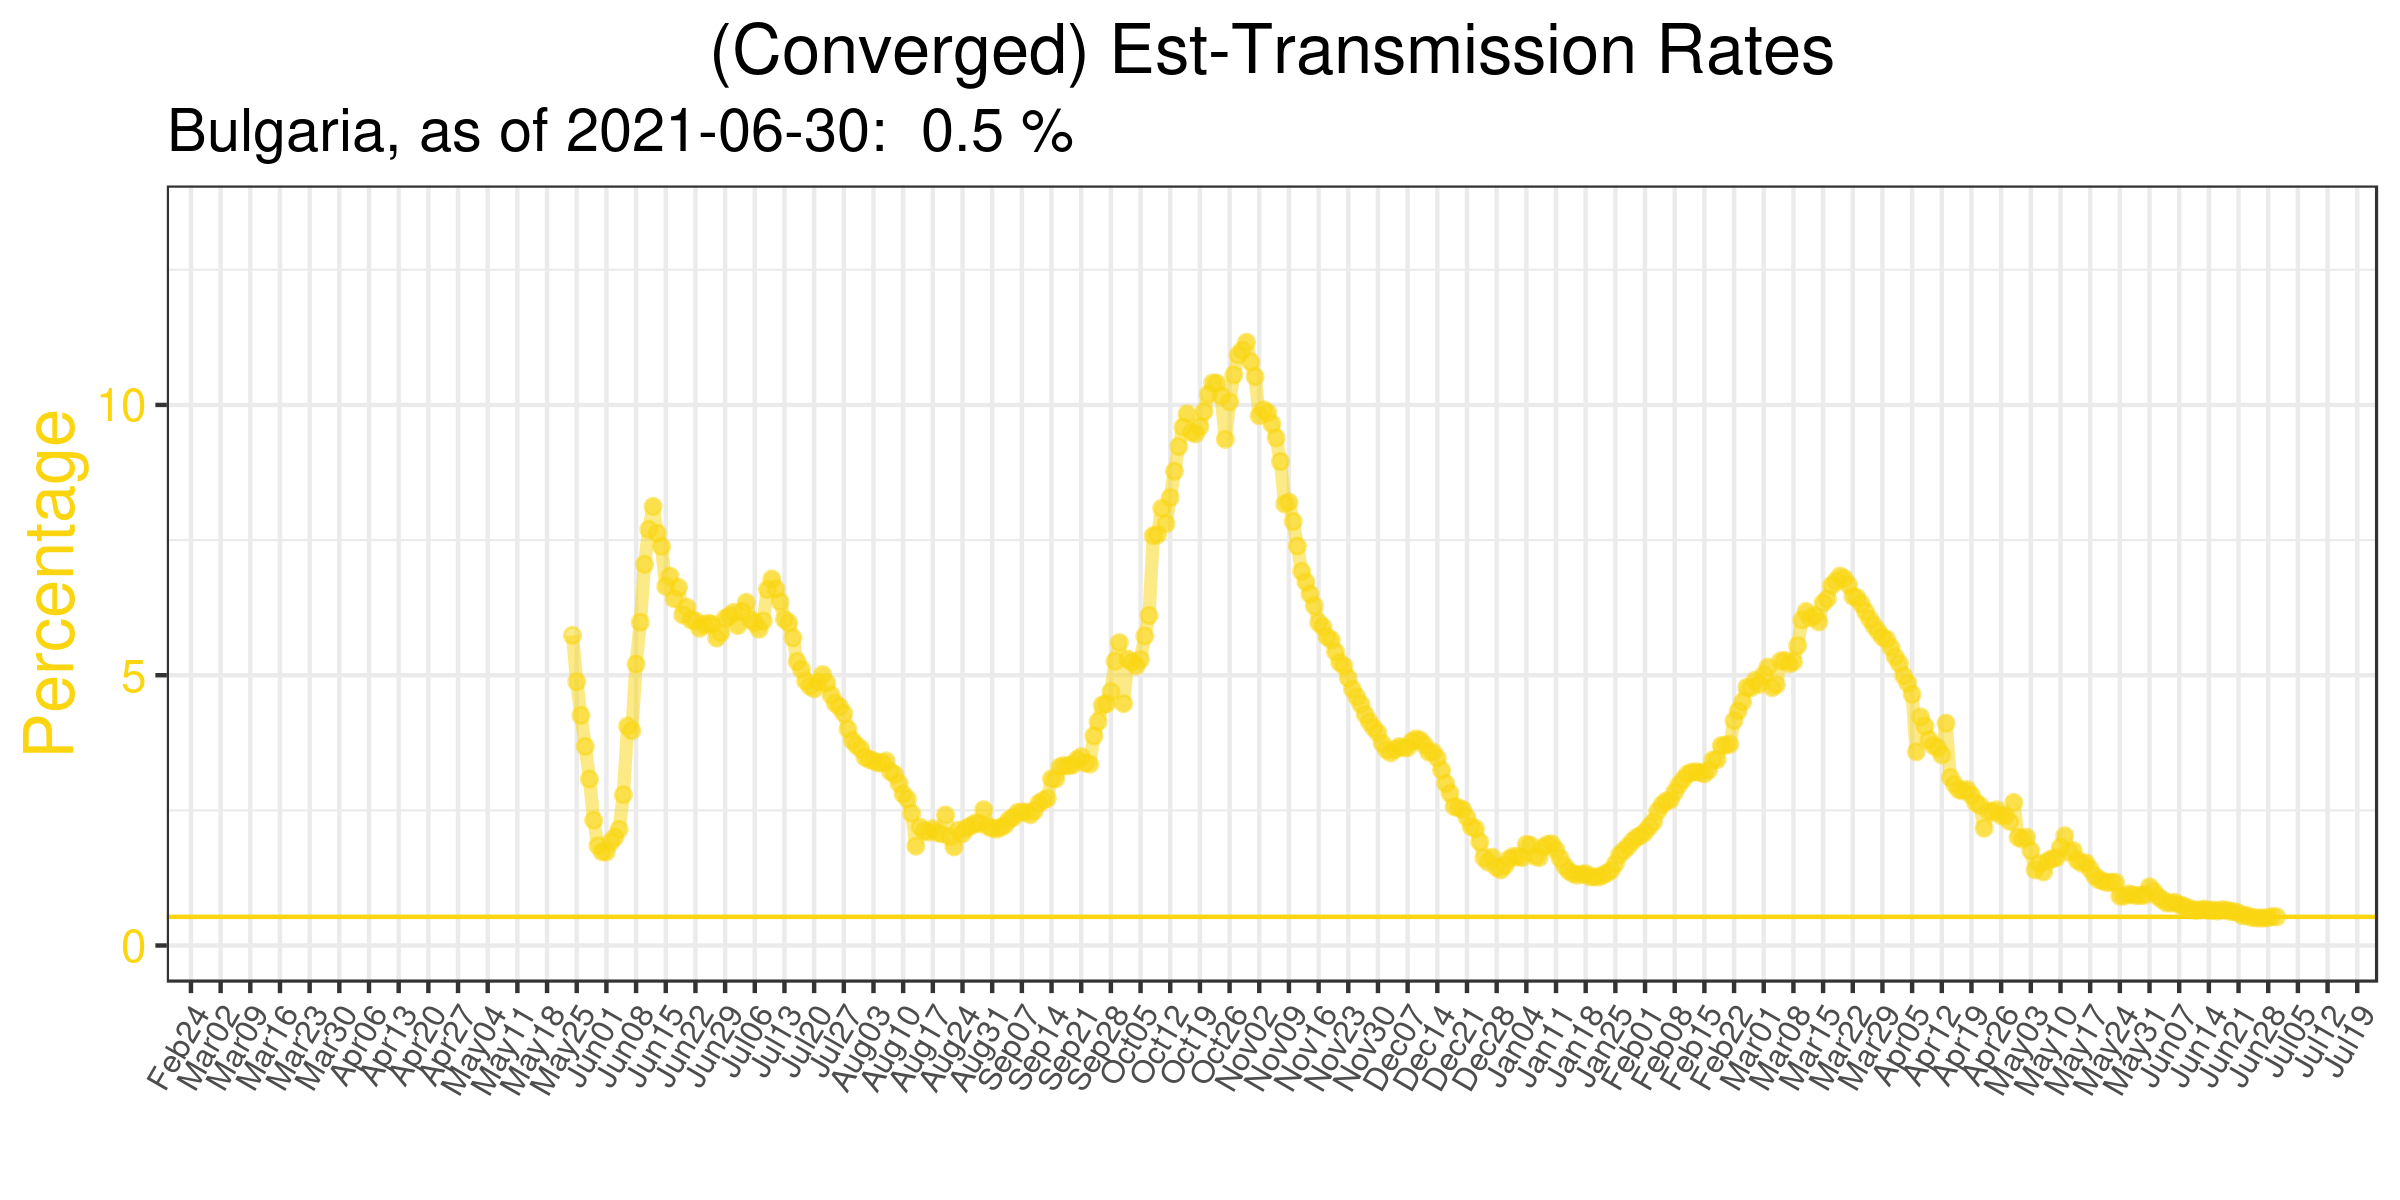 (Converged) Est-Transmission Rates
Bulgaria, as of 2021-06-30:  0.5 %
Percentage
10
5
0
Feb24
Mar02
Mar09
Mar16
Mar23
Mar30
Apr06
Apr13
Apr20
Apr27
May04
May11
May18
May25
Jun01
Jun08
Jun15
Jun22
Jun29
Jul06
Jul13
Jul20
Jul27
Aug03
Aug10
Aug17
Aug24
Aug31
Sep07
Sep14
Sep21
Sep28
Oct05
Oct12
Oct19
Oct26
Nov02
Nov09
Nov16
Nov23
Nov30
Dec07
Dec14
Dec21
Dec28
Jan04
Jan11
Jan18
Jan25
Feb01
Feb08
Feb15
Feb22
Mar01
Mar08
Mar15
Mar22
Mar29
Apr05
Apr12
Apr19
Apr26
May03
May10
May17
May24
May31
Jun07
Jun14
Jun21
Jun28
Jul05
Jul12
Jul19